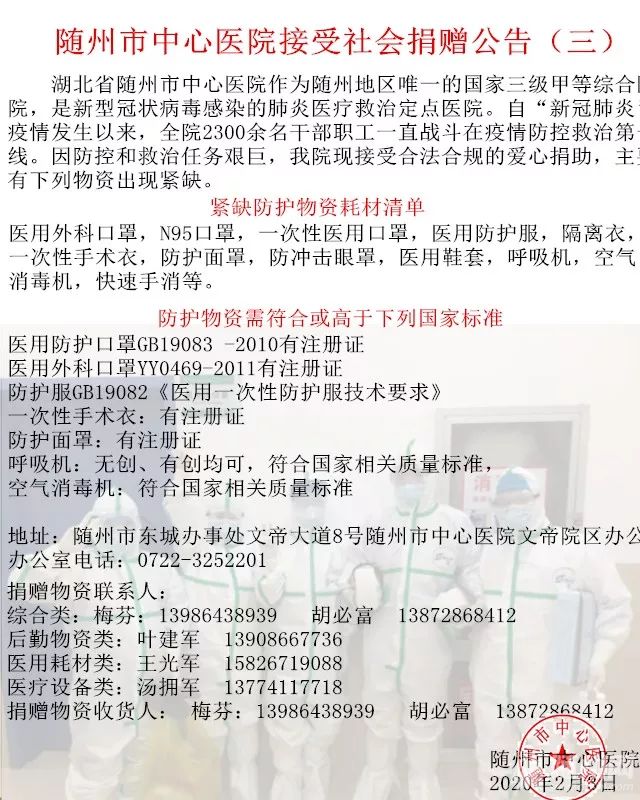 随州市中心医院接受社会捐赠公告（三）
湖北省随州市中心医院作为随州地区唯一的国家三级甲等综合
院，是新型冠状病毒感染的肺炎医疗救治定点医院。自“新冠肺炎
疫情发生以来，全院2300余名干部职工一直战斗在疫情防控救治第
线。因防控和救治任务艰巨，我院现接受合法合规的爱心捐助，主
有下列物资出现紧缺。
紧缺防护物资耗材清单
医用外科口罩，N95口罩，一次性医用口罩，医用防护服，隔离衣，
一次性手术衣，防护面罩，防冲击眼罩，医用鞋套，呼吸机，空气
消毒机，快速手消等。
防护物资需符合或高于下列国家标准
医用防护口罩GB19083 -2010有注册证
医用外科口罩YY0469-2011有注册证
防护服GB19082《医用一次性防护服技术要求》
一次性手术衣：有注册证
防护面罩：有注册证
呼吸机：无创、有创均可，符合国家相关质量标准，
空气消毒机：符合国家相关质量标准
地址：随州市东城办事处文帝大道8号随州市中心医院文帝院区办公
办公室电话：0722-3252201
捐赠物资联系人：
综合类：梅芬：13986438939 胡必富 13872868412
后勤物资类：叶建军 13908667736
医用耗材类：王光军 15826719088
医疗设备类：汤拥军 13774117718
捐赠物资收货人： 梅芬：13986438939 胡必富 13872868412
随州市中心医院
2020年2月3日